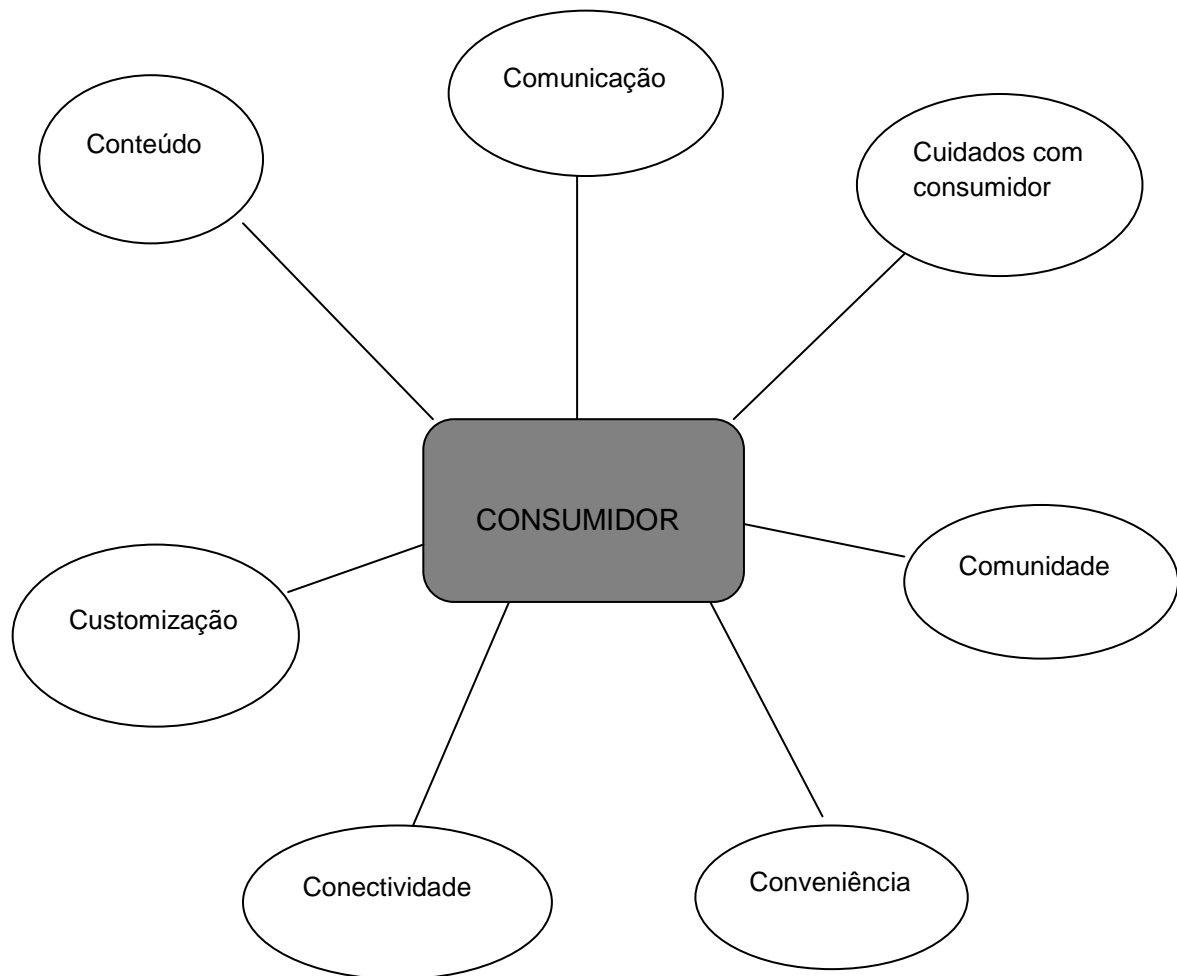 Comunicação
Conteúdo
Cuidados com
consumidor
CONSUMIDOR
Comunidade
Customização
Conectividade
Conveniência